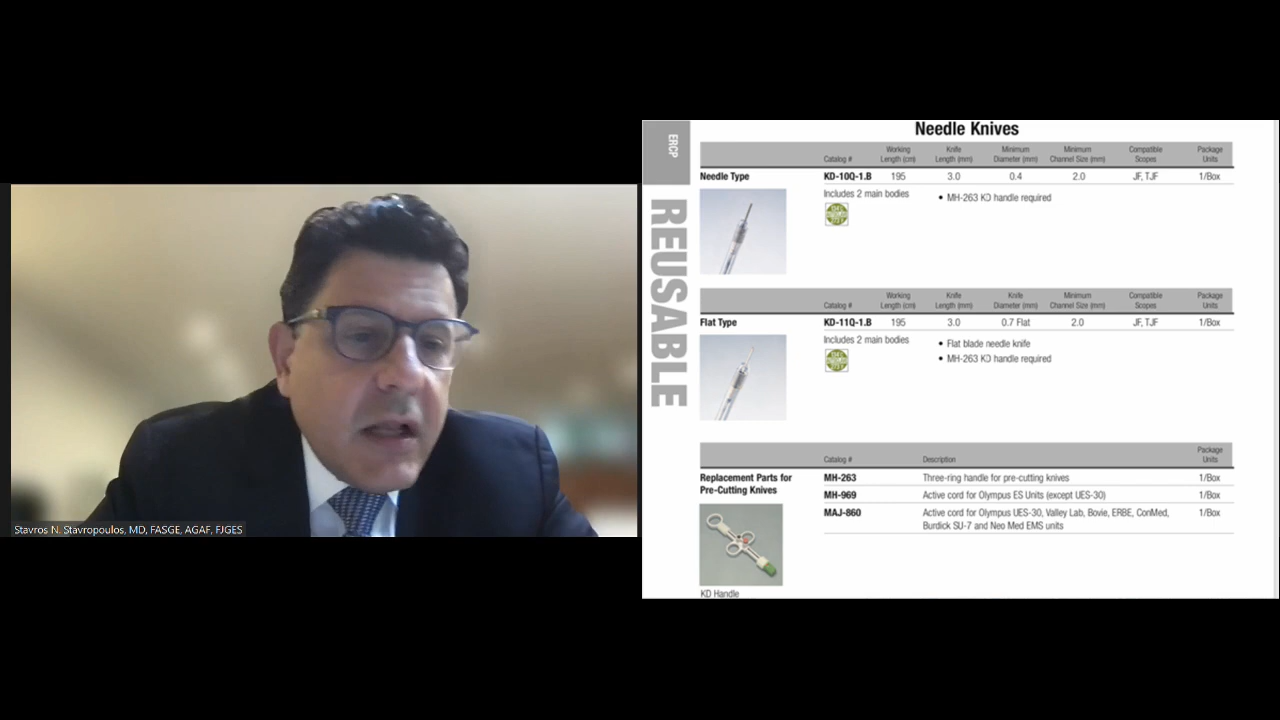 Stavros N. Stavropoulos, MD, FASGE, AGAF, FJGES
ERCP
REUSABLE
Needle Knives
Catalog # Working Length (cm) Knife Length (mm) Minimum Diameter (mm) Minimum Channel Size (mm) Compatible Scopes Package Units
Needle Type KD-10Q-1.B 195 3.0 0.4 2.0 JF, TJF 1/Box
Includes 2 main bodies • MH-263 KD handle required
Catalog # Working Length (cm) Knife Length (mm) Knife Diameter (mm) Minimum Channel Size (mm) Compatible Scopes Package Units
Flat Type KD-11Q-1.B 195 3.0 0.7 Flat 2.0 JF, TJF 1/Box
Includes 2 main bodies • Flat blade needle knife
• MH-263 KD handle required
Catalog # Description Package Units
Replacement Parts for Pre-Cutting Knives MH-263 Three-ring handle for pre-cutting knives 1/Box
MH-969 Active cord for Olympus ES Units (except UES-30) 1/Box
MAJ-860 Active cord for Olympus UES-30, Valley Lab, Bovie, ERBE, ConMed, 1/Box
Burdick SU-7 and Neo Med EMS units
KD Handle